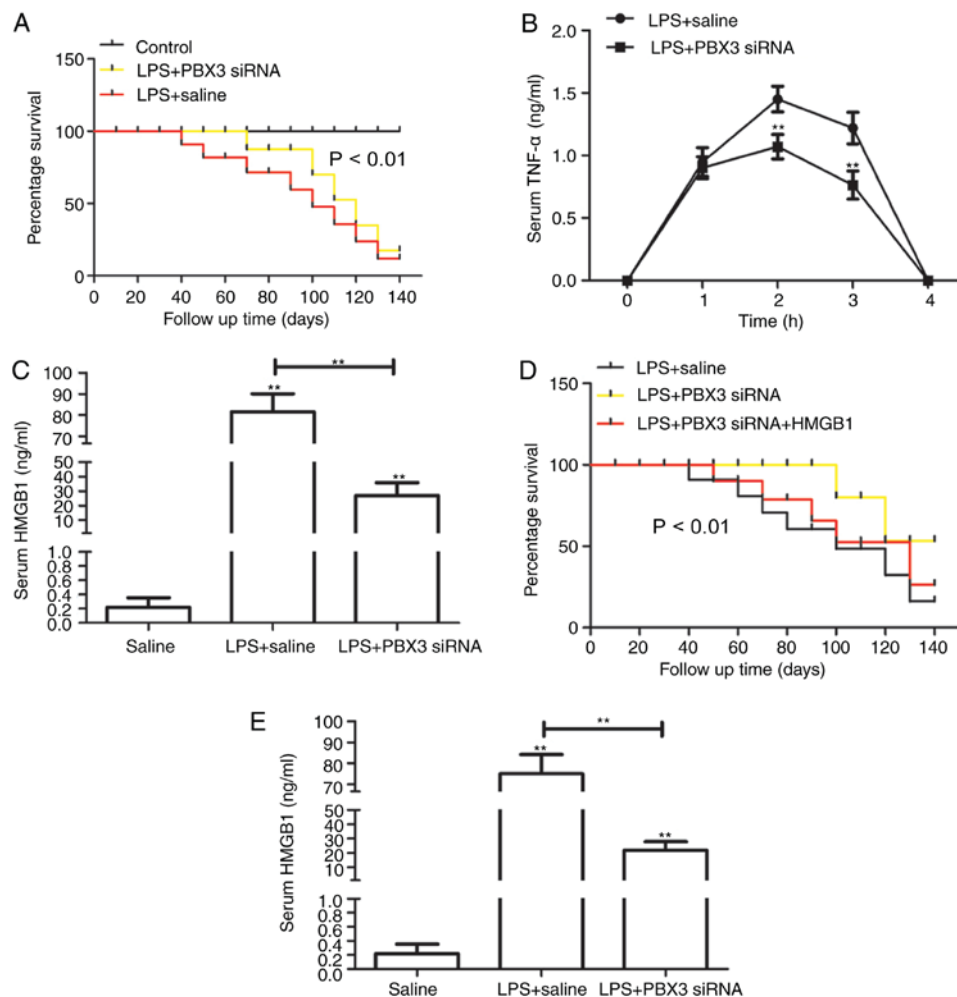 A
Control
LPS+PBX3 siRNA
LPS+saline
150
100
50
0
Percentage survival
P < 0.01
0 20 40 60 80 100 120 140
Follow up time (days)
B
LPS+saline
LPS+PBX3 siRNA
2.0
1.5
1.0
0.5
0.0
Serum TNF-α (ng/ml)
**
**
0 1 2 3 4
Time (h)
C
100
90
80
70
50
40
30
20
10
1.0
0.8
0.6
0.4
0.2
0.0
Serum HMGB1 (ng/ml)
**
**
**
Saline LPS+saline LPS+PBX3 siRNA
D
LPS+saline
LPS+PBX3 siRNA
LPS+PBX3 siRNA+HMGB1
150
100
50
0
Percentage survival
P < 0.01
0 20 40 60 80 100 120 140
Follow up time (days)
E
100
90
80
70
50
40
30
20
10
1.0
0.8
0.6
0.4
0.2
0.0
Serum HMGB1 (ng/ml)
**
**
**
Saline LPS+saline LPS+PBX3 siRNA